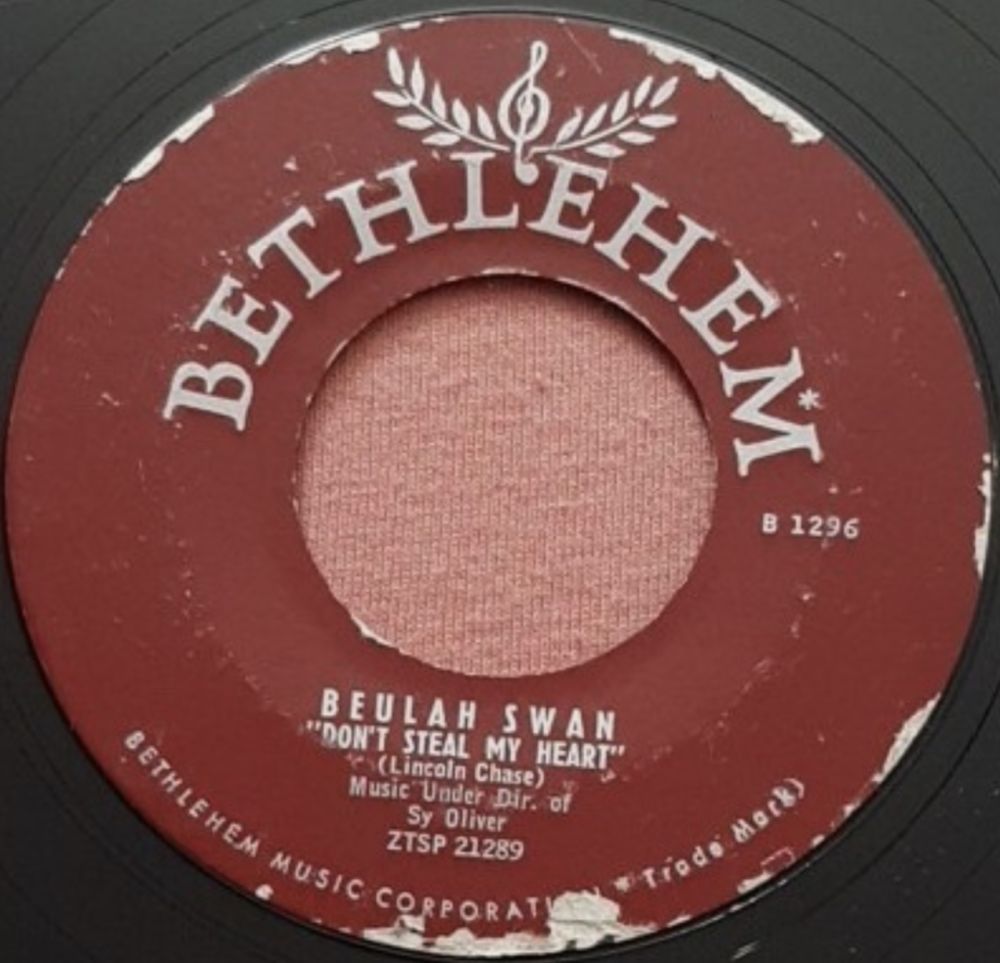 BETHLEHEM*
B 1296
BEULAH SWAN
"DON'T STEAL MY HEART"
(Lincoln Chase)
Music Under Dir. of
Sy Oliver
ZTSP 21289
BETHLEHEM MUSIC CORPORATION * Trade Mark)